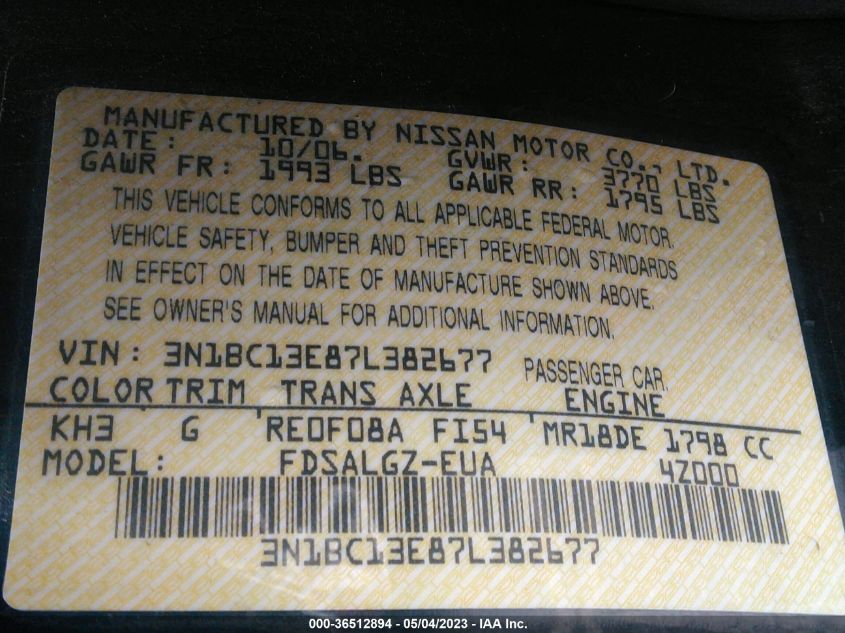 MANUFACTURED BY NISSAN MOTOR CO., LTD.
DATE: 10/06. GVWR: 3770 LBS
GAWR FR: 1993 LBS GAWR RR: 1795 LBS
THIS VEHICLE CONFORMS TO ALL APPLICABLE FEDERAL MOTOR
VEHICLE SAFETY, BUMPER AND THEFT PREVENTION STANDARDS
IN EFFECT ON THE DATE OF MANUFACTURE SHOWN ABOVE.
SEE OWNER'S MANUAL FOR ADDITIONAL INFORMATION.
VIN: 3N1BC13E87L382677 PASSENGER CAR
COLOR TRIM TRANS AXLE ENGINE
KH3 G RE0F08A FI54 MR18DE 1798 CC
MODEL: FDSALGZ-EUA 4Z000
3N1BC13E87L382677
000-36512894 - 05/04/2023 - IAA Inc.